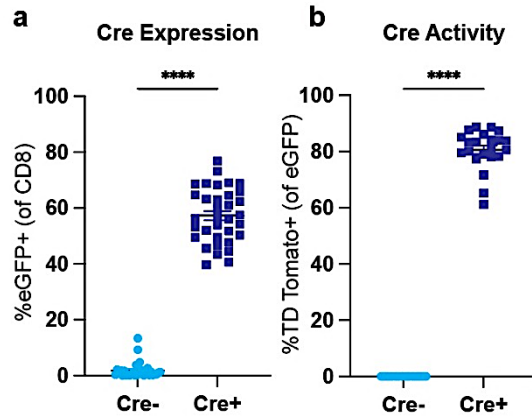 a
Cre Expression
****
%eGFP+ (of CD8)
100
80
60
40
20
0
Cre- Cre+
b
Cre Activity
****
%TD Tomato+ (of eGFP)
100
80
60
40
20
0
Cre- Cre+